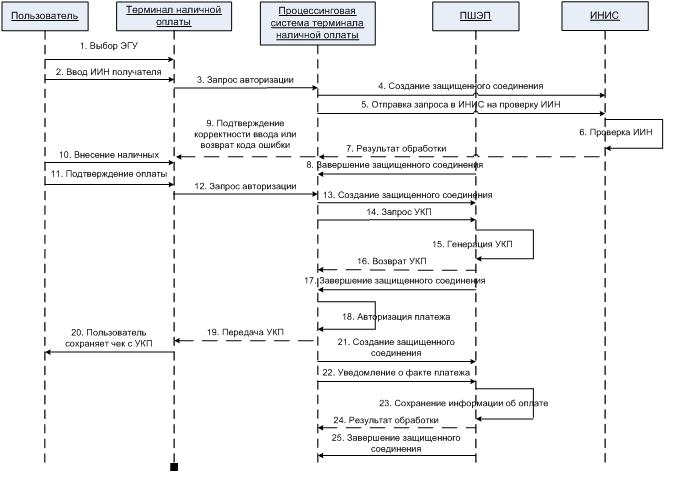 Пользователь
Терминал наличной
оплаты
Процессинговая
система терминала
наличной оплаты
ПШЭП
ИНИС
1. Выбор ЭГУ
2. Ввод ИИН получателя
3. Запрос авторизации
4. Создание защищенного соединения
5. Отправка запроса в ИНИС на проверку ИИН
6. Проверка ИИН
7. Результат обработки
8. Завершение защищенного соединения
9. Подтверждение
корректности ввода или
возврат кода ошибки
10. Внесение наличных
11. Подтверждение оплаты
12. Запрос авторизации
13. Создание защищенного соединения
14. Запрос УКП
15. Генерация УКП
16. Возврат УКП
17. Завершение защищенного соединения
18. Авторизация платежа
19. Передача УКП
20. Пользователь
сохраняет чек с УКП
21. Создание защищенного
соединения
22. Уведомление о факте платежа
23. Сохранение информации об оплате
24. Результат обработки
25. Завершение защищенного
соединения